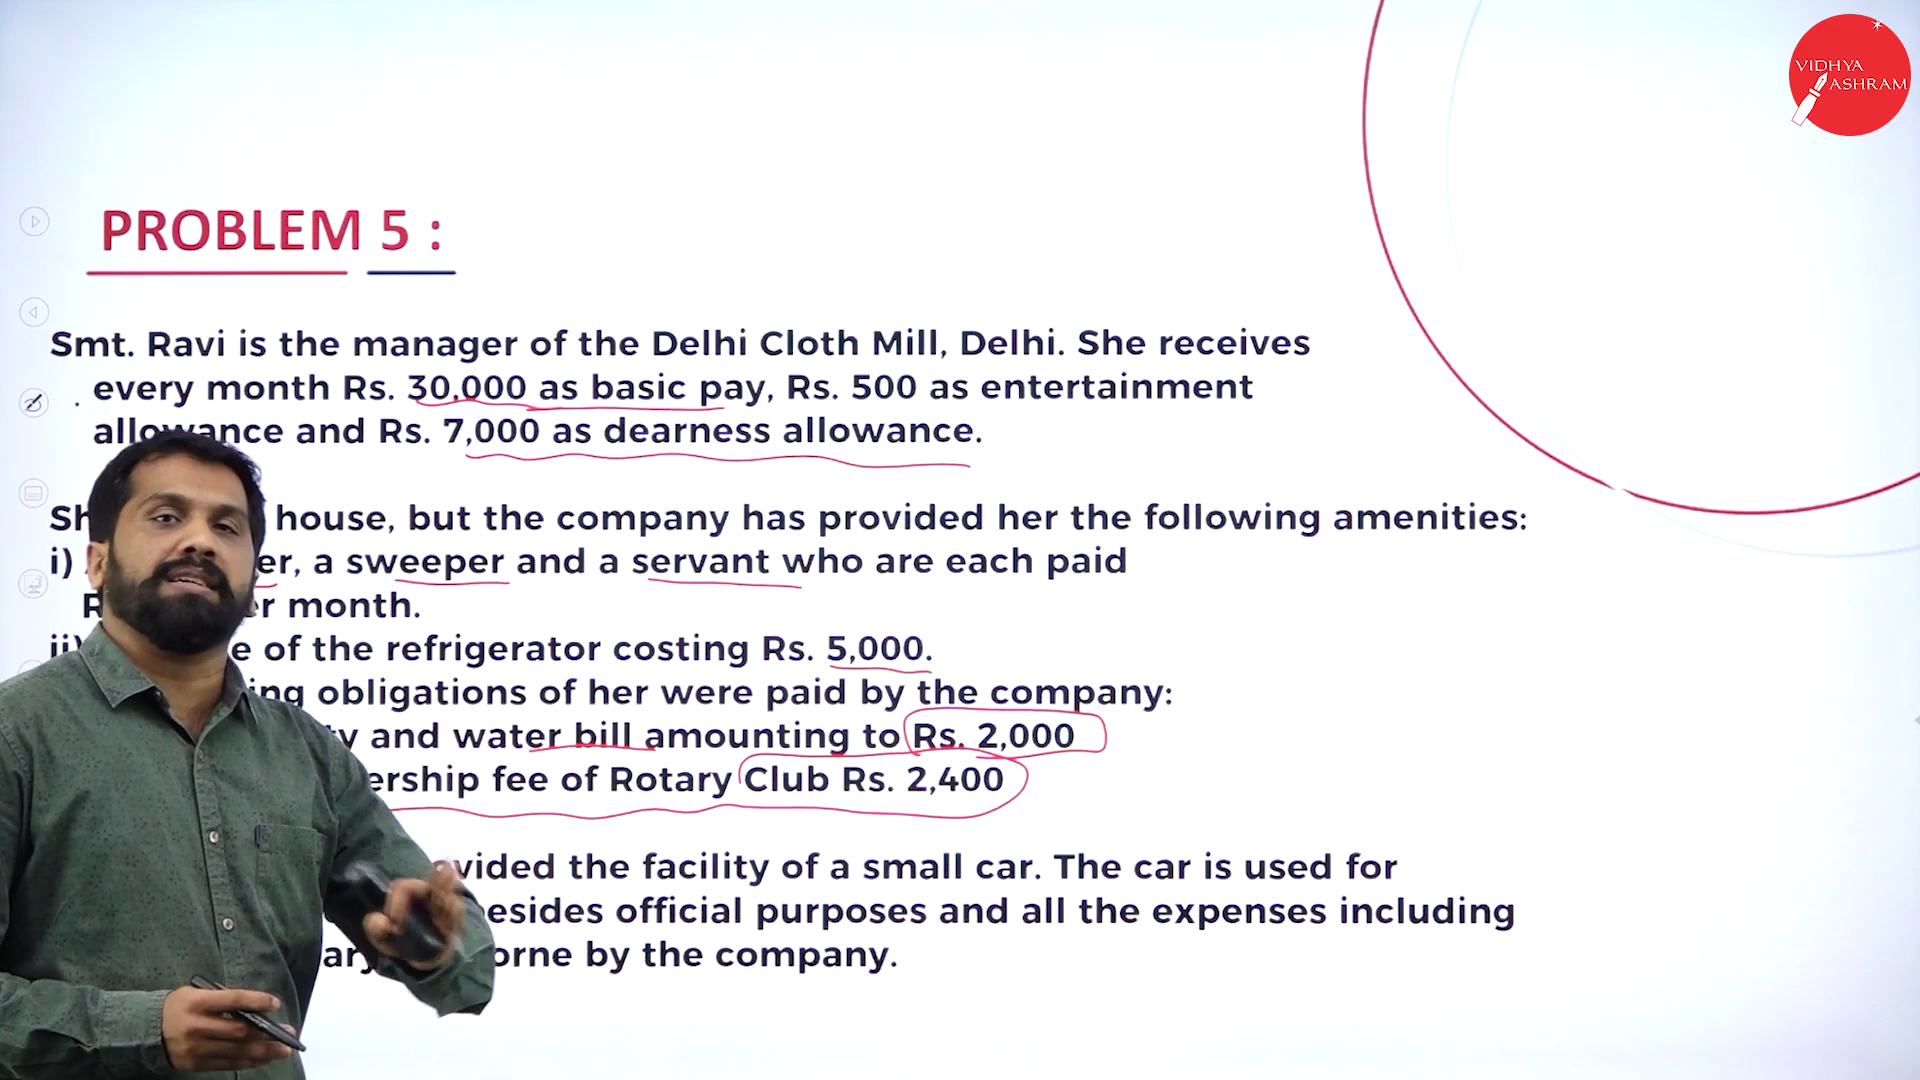 VIDHYA
ASHRAM
PROBLEM 5 :
Smt. Ravi is the manager of the Delhi Cloth Mill, Delhi. She receives
every month Rs. 30,000 as basic pay, Rs. 500 as entertainment
allowance and Rs. 7,000 as dearness allowance.
house, but the company has provided her the following amenities:
i) a sweeper and a servant who are each paid
month.
ii) of the refrigerator costing Rs. 5,000.
obligations of her were paid by the company:
and water bill amounting to Rs. 2,000
fee of Rotary Club Rs. 2,400
the facility of a small car. The car is used for
official purposes and all the expenses including
by the company.